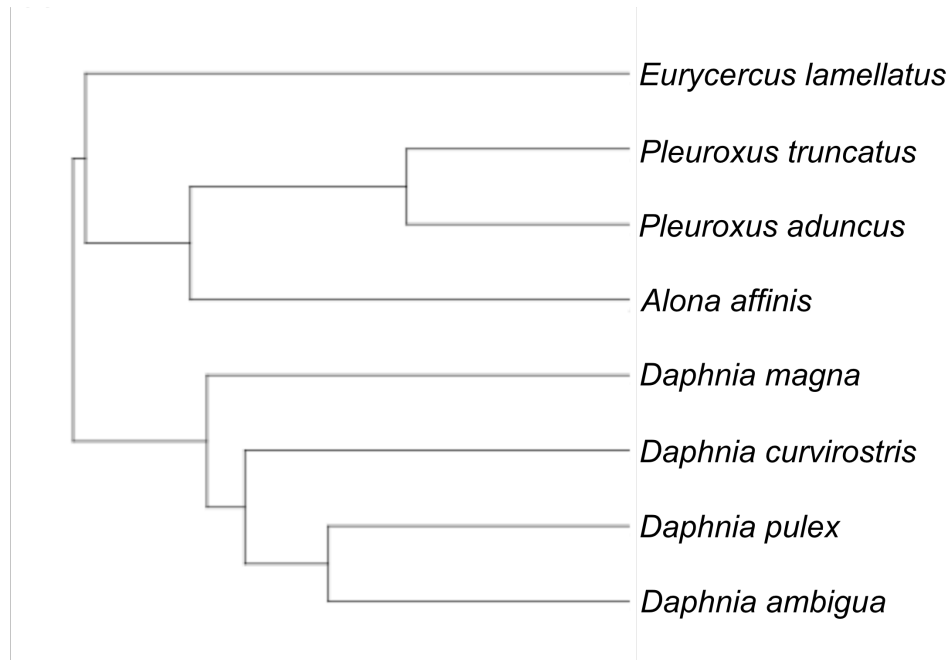 Eurycercus lamellatus
Pleuroxus truncatus
Pleuroxus aduncus
Alona affinis
Daphnia magna
Daphnia curvirostris
Daphnia pulex
Daphnia ambigua